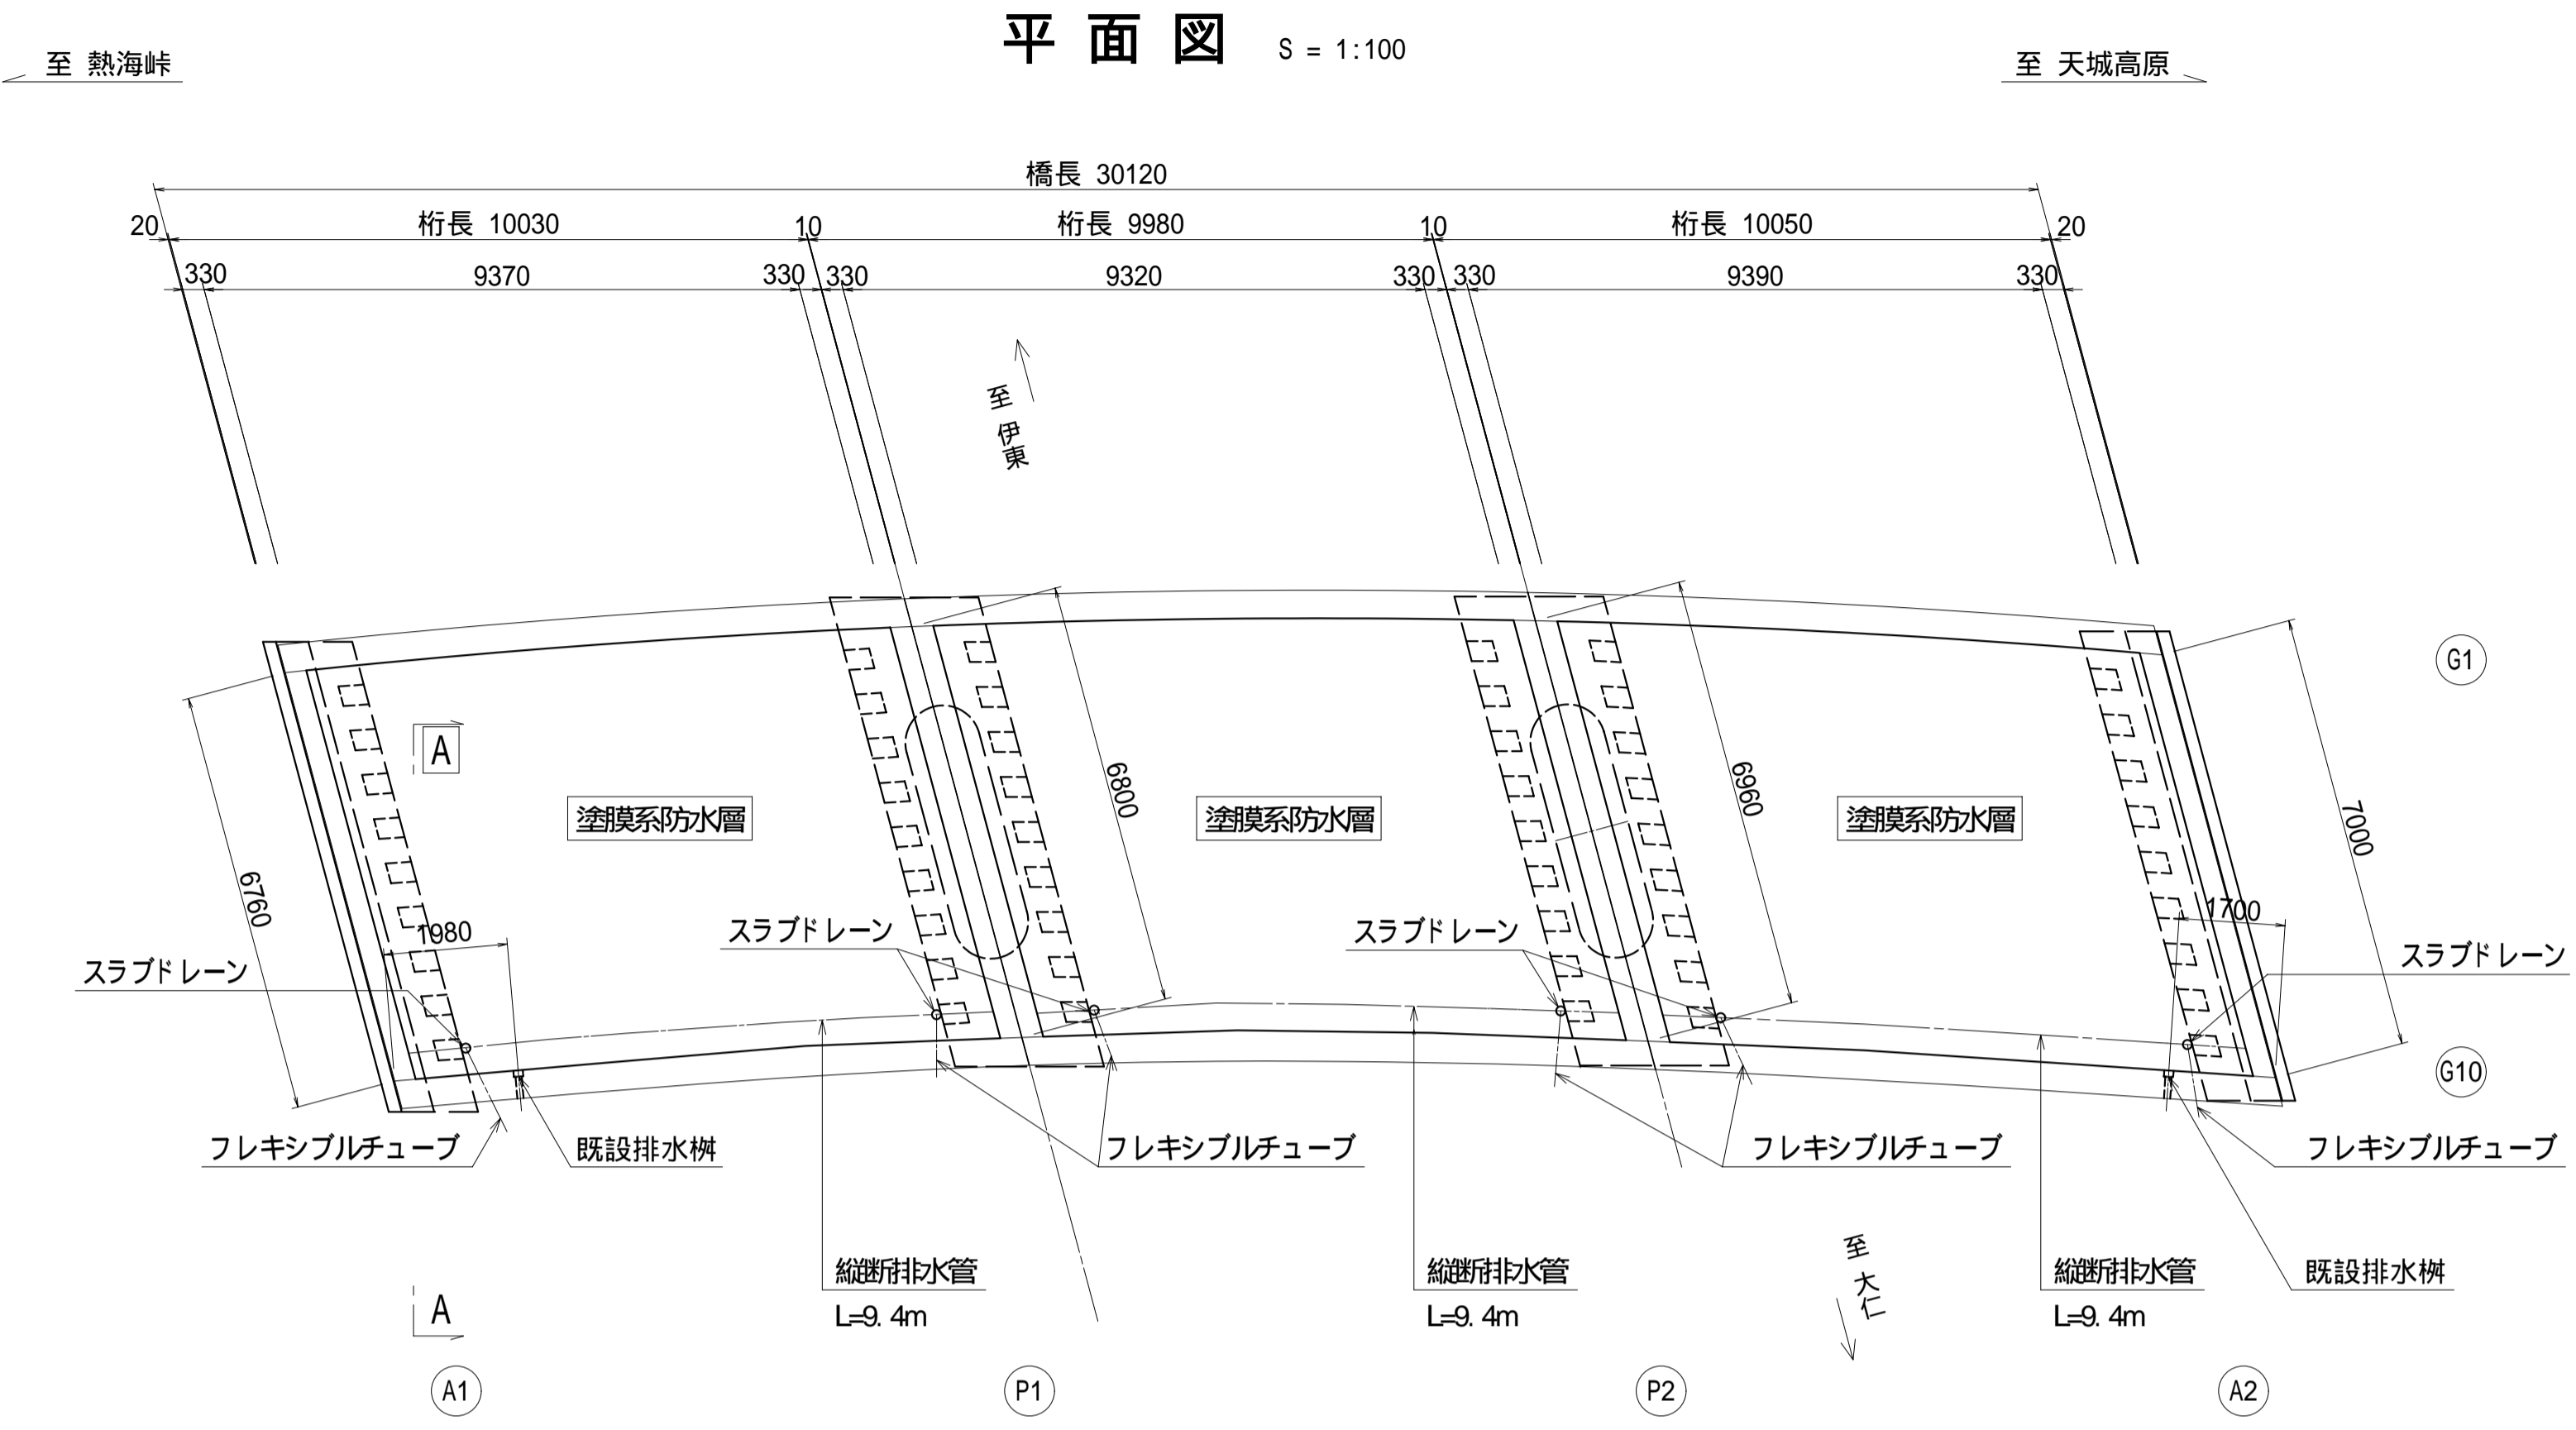 平 面 図 S = 1:100
至 熱海峠
至 天城高原
橋長 30120
20
桁長 10030
10
桁長 9980
10
桁長 10050
20
330
9370
330
330
9320
330
330
9390
330
至 伊東
G1
A
6800
6960
7000
塗膜系防水層
塗膜系防水層
塗膜系防水層
6760
1980
1700
スラブドレーン
スラブドレーン
スラブドレーン
スラブドレーン
G10
フレキシブルチューブ
既設排水桝
フレキシブルチューブ
フレキシブルチューブ
フレキシブルチューブ
縦断排水管
L=9.4m
縦断排水管
L=9.4m
至 大仁
縦断排水管
L=9.4m
既設排水桝
A
A1
P1
P2
A2